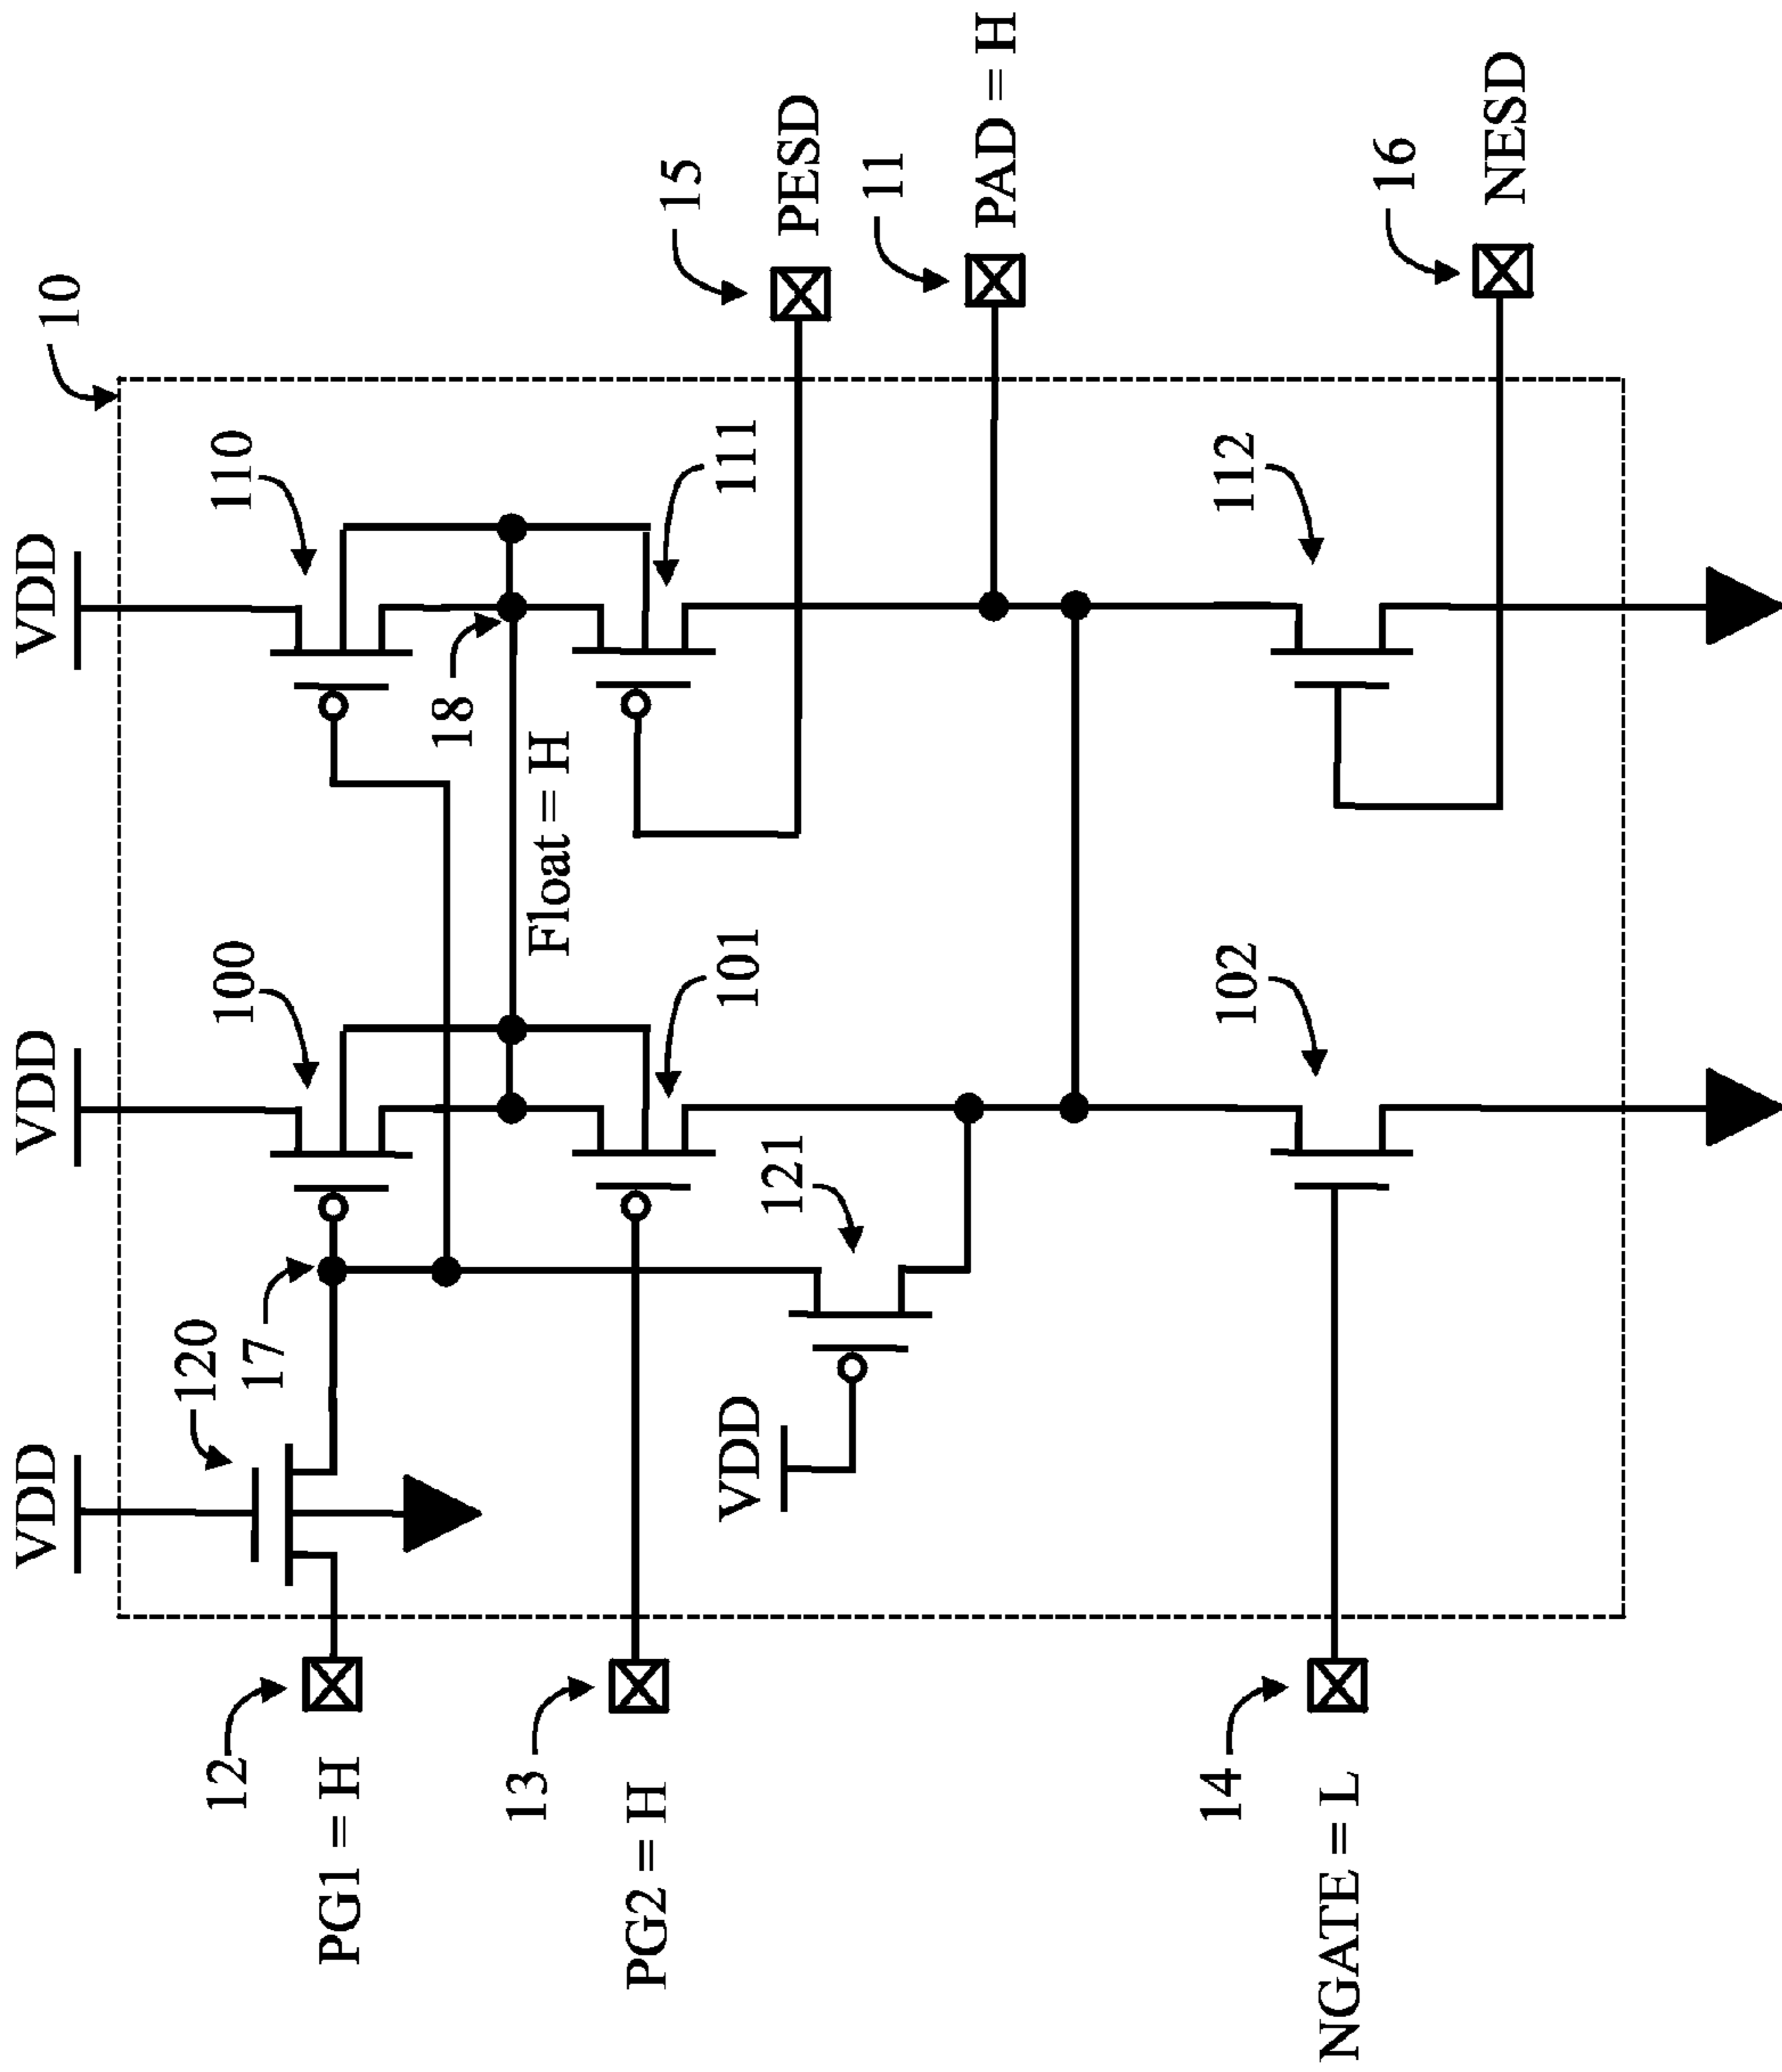 10
VDD
VDD
VDD
120
100
110
17
18
12
PG1 = H
Float = H
101
111
13
PG2 = H
VDD
121
15
PESD
11
PAD = H
14
NGATE = L
102
112
16
NESD